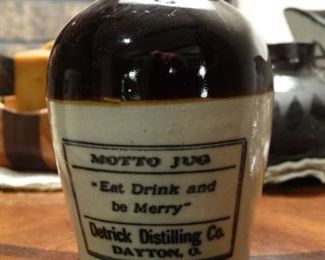 MOTTO JUG
"Eat Drink and
be Merry"
Detrick Distilling Co.
DAYTON, O.